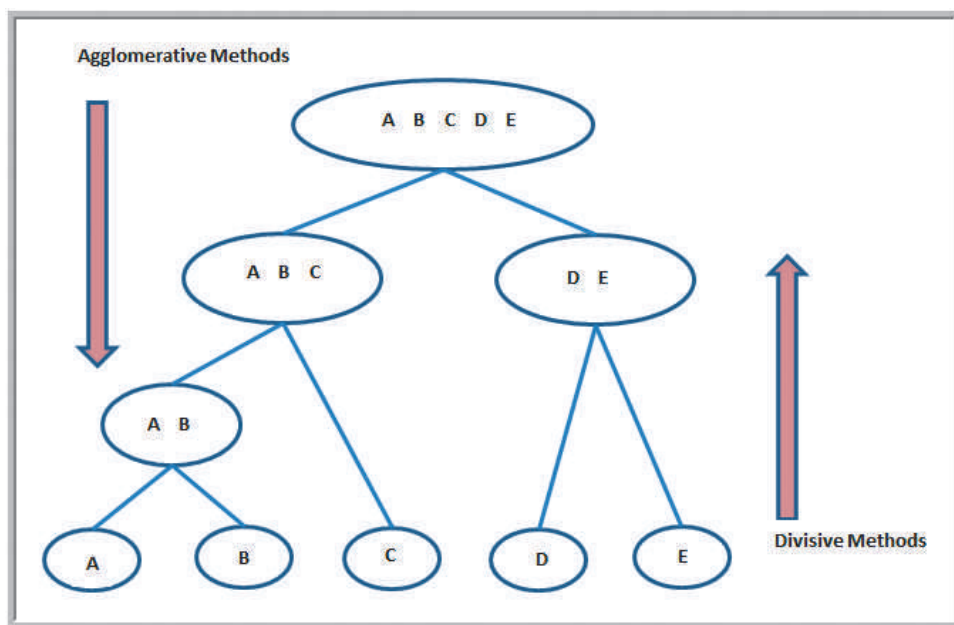 Agglomerative Methods
A B C D E
A B C
D E
A B
A
B
C
D
E
Divisive Methods